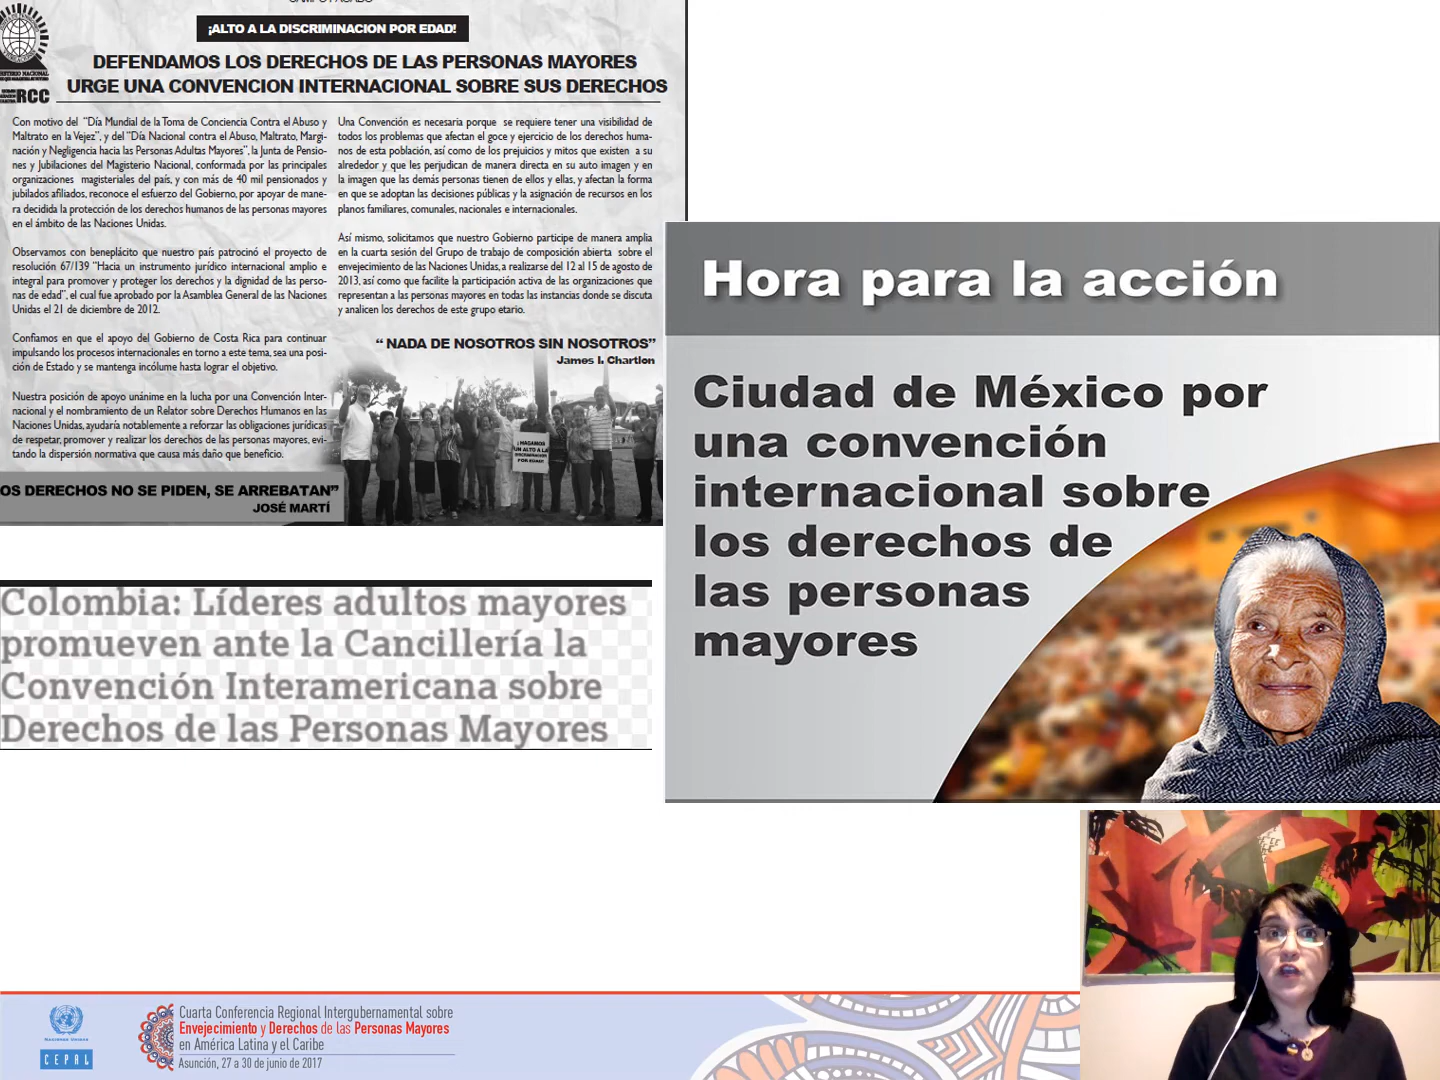 ¡ALTO A LA DISCRIMINACION POR EDAD!
DEFENDAMOS LOS DERECHOS DE LAS PERSONAS MAYORES
URGE UNA CONVENCION INTERNACIONAL SOBRE SUS DERECHOS
RCC
Con motivo del “Día Mundial de la Toma de Conciencia Contra el Abuso y
Maltrato en la Vejez”, y del “Día Nacional contra el Abuso, Maltrato, Margi-
nación y Negligencia hacia las Personas Adultas Mayores”, la Junta de Pensio-
nes y Jubilaciones del Magisterio Nacional, conformada por las principales
organizaciones magisteriales del país, y con más de 40 mil pensionados y
jubilados afiliados, reconoce el esfuerzo del Gobierno, por apoyar de mane-
ra decidida la protección de los derechos humanos de las personas mayores
en el ámbito de las Naciones Unidas.
Observamos con beneplácito que nuestro país patrocinó el proyecto de
resolución 67/139 “Hacia un instrumento jurídico internacional amplio e
integral para promover y proteger los derechos y la dignidad de las perso-
nas de edad”, el cual fue aprobado por la Asamblea General de las Naciones
Unidas el 21 de diciembre de 2012.
Confiamos en que el apoyo del Gobierno de Costa Rica para continuar
impulsando los procesos internacionales en torno a este tema, sea una posi-
ción de Estado y se mantenga incólume hasta lograr el objetivo.
Nuestra posición de apoyo unánime en la lucha por una Convención Inter-
nacional y el nombramiento de un Relator sobre Derechos Humanos en las
Naciones Unidas, ayudaría notablemente a reforzar las obligaciones jurídicas
de respetar, promover y realizar los derechos de las personas mayores, evi-
tando la dispersión normativa que causa más daño que beneficio.
OS DERECHOS NO SE PIDEN, SE ARREBATAN”
JOSÉ MARTÍ
Una Convención es necesaria porque se requiere tener una visibilidad de
todos los problemas que afectan el goce y ejercicio de los derechos huma-
nos de esta población, así como de los prejuicios y mitos que existen a su
alrededor y que les perjudican de manera directa en su auto imagen y en
la imagen que las demás personas tienen de ellos y ellas, y afectan la forma
en que se adoptan las decisiones públicas y la asignación de recursos en los
planos familiares, comunales, nacionales e internacionales.
Así mismo, solicitamos que nuestro Gobierno participe de manera amplia
en la cuarta sesión del Grupo de trabajo de composición abierta sobre el
envejecimiento de las Naciones Unidas, a realizarse del 12 al 15 de agosto de
2013, así como que facilite la participación activa de las organizaciones que
representan a las personas mayores en todas las instancias donde se discuta
y analicen los derechos de este grupo etario.
“ NADA DE NOSOTROS SIN NOSOTROS”
James I. Charlton
¡HAGAMOS
UN ALTO A LA
DISCRIMINACION
POR EDAD!
Hora para la acción
Ciudad de México por
una convención
internacional sobre
los derechos de
las personas
mayores
Colombia: Líderes adultos mayores
promueven ante la Cancillería la
Convención Interamericana sobre
Derechos de las Personas Mayores
NACIONES UNIDAS
CEPAL
Cuarta Conferencia Regional Intergubernamental sobre
Envejecimiento y Derechos de las Personas Mayores
en América Latina y el Caribe
Asunción, 27 a 30 de junio de 2017